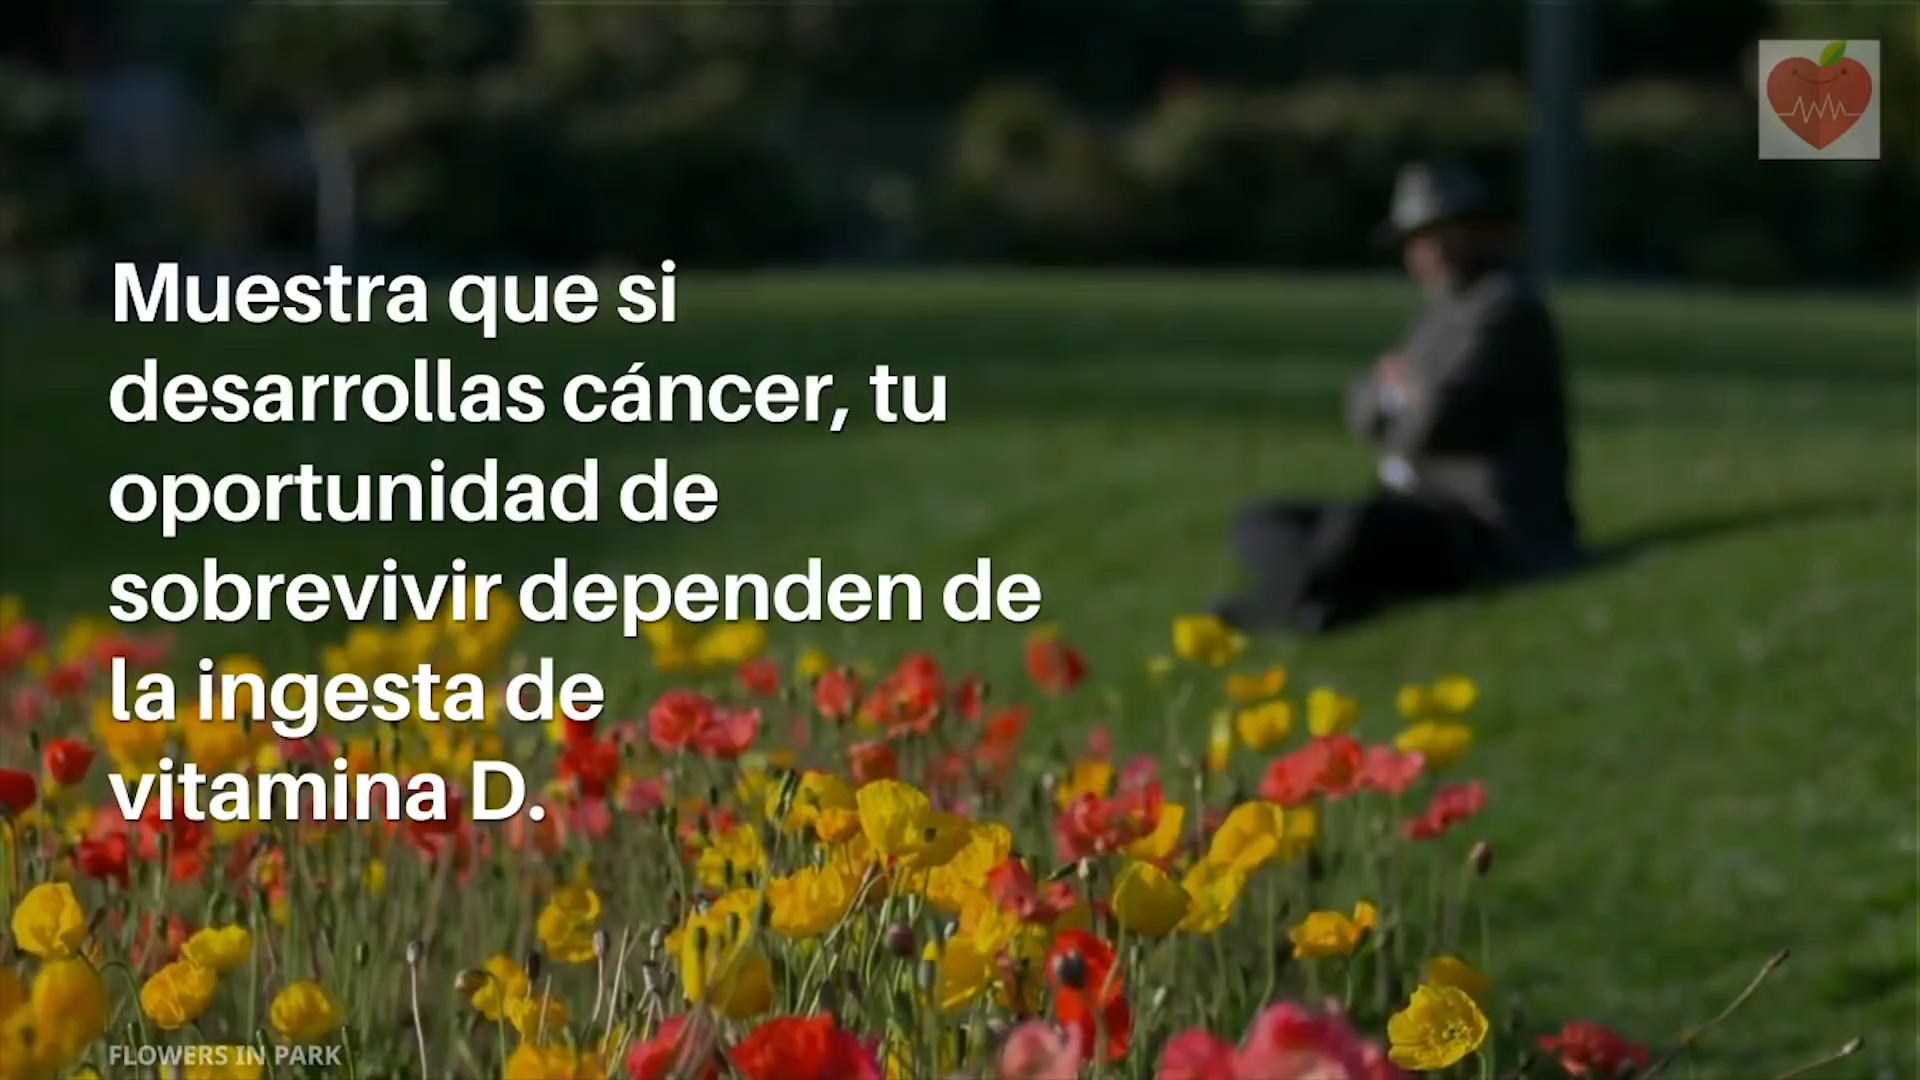 Muestra que si
desarrollas cáncer, tu
oportunidad de
sobrevivir dependen de
la ingesta de
vitamina D.
FLOWERS IN PARK